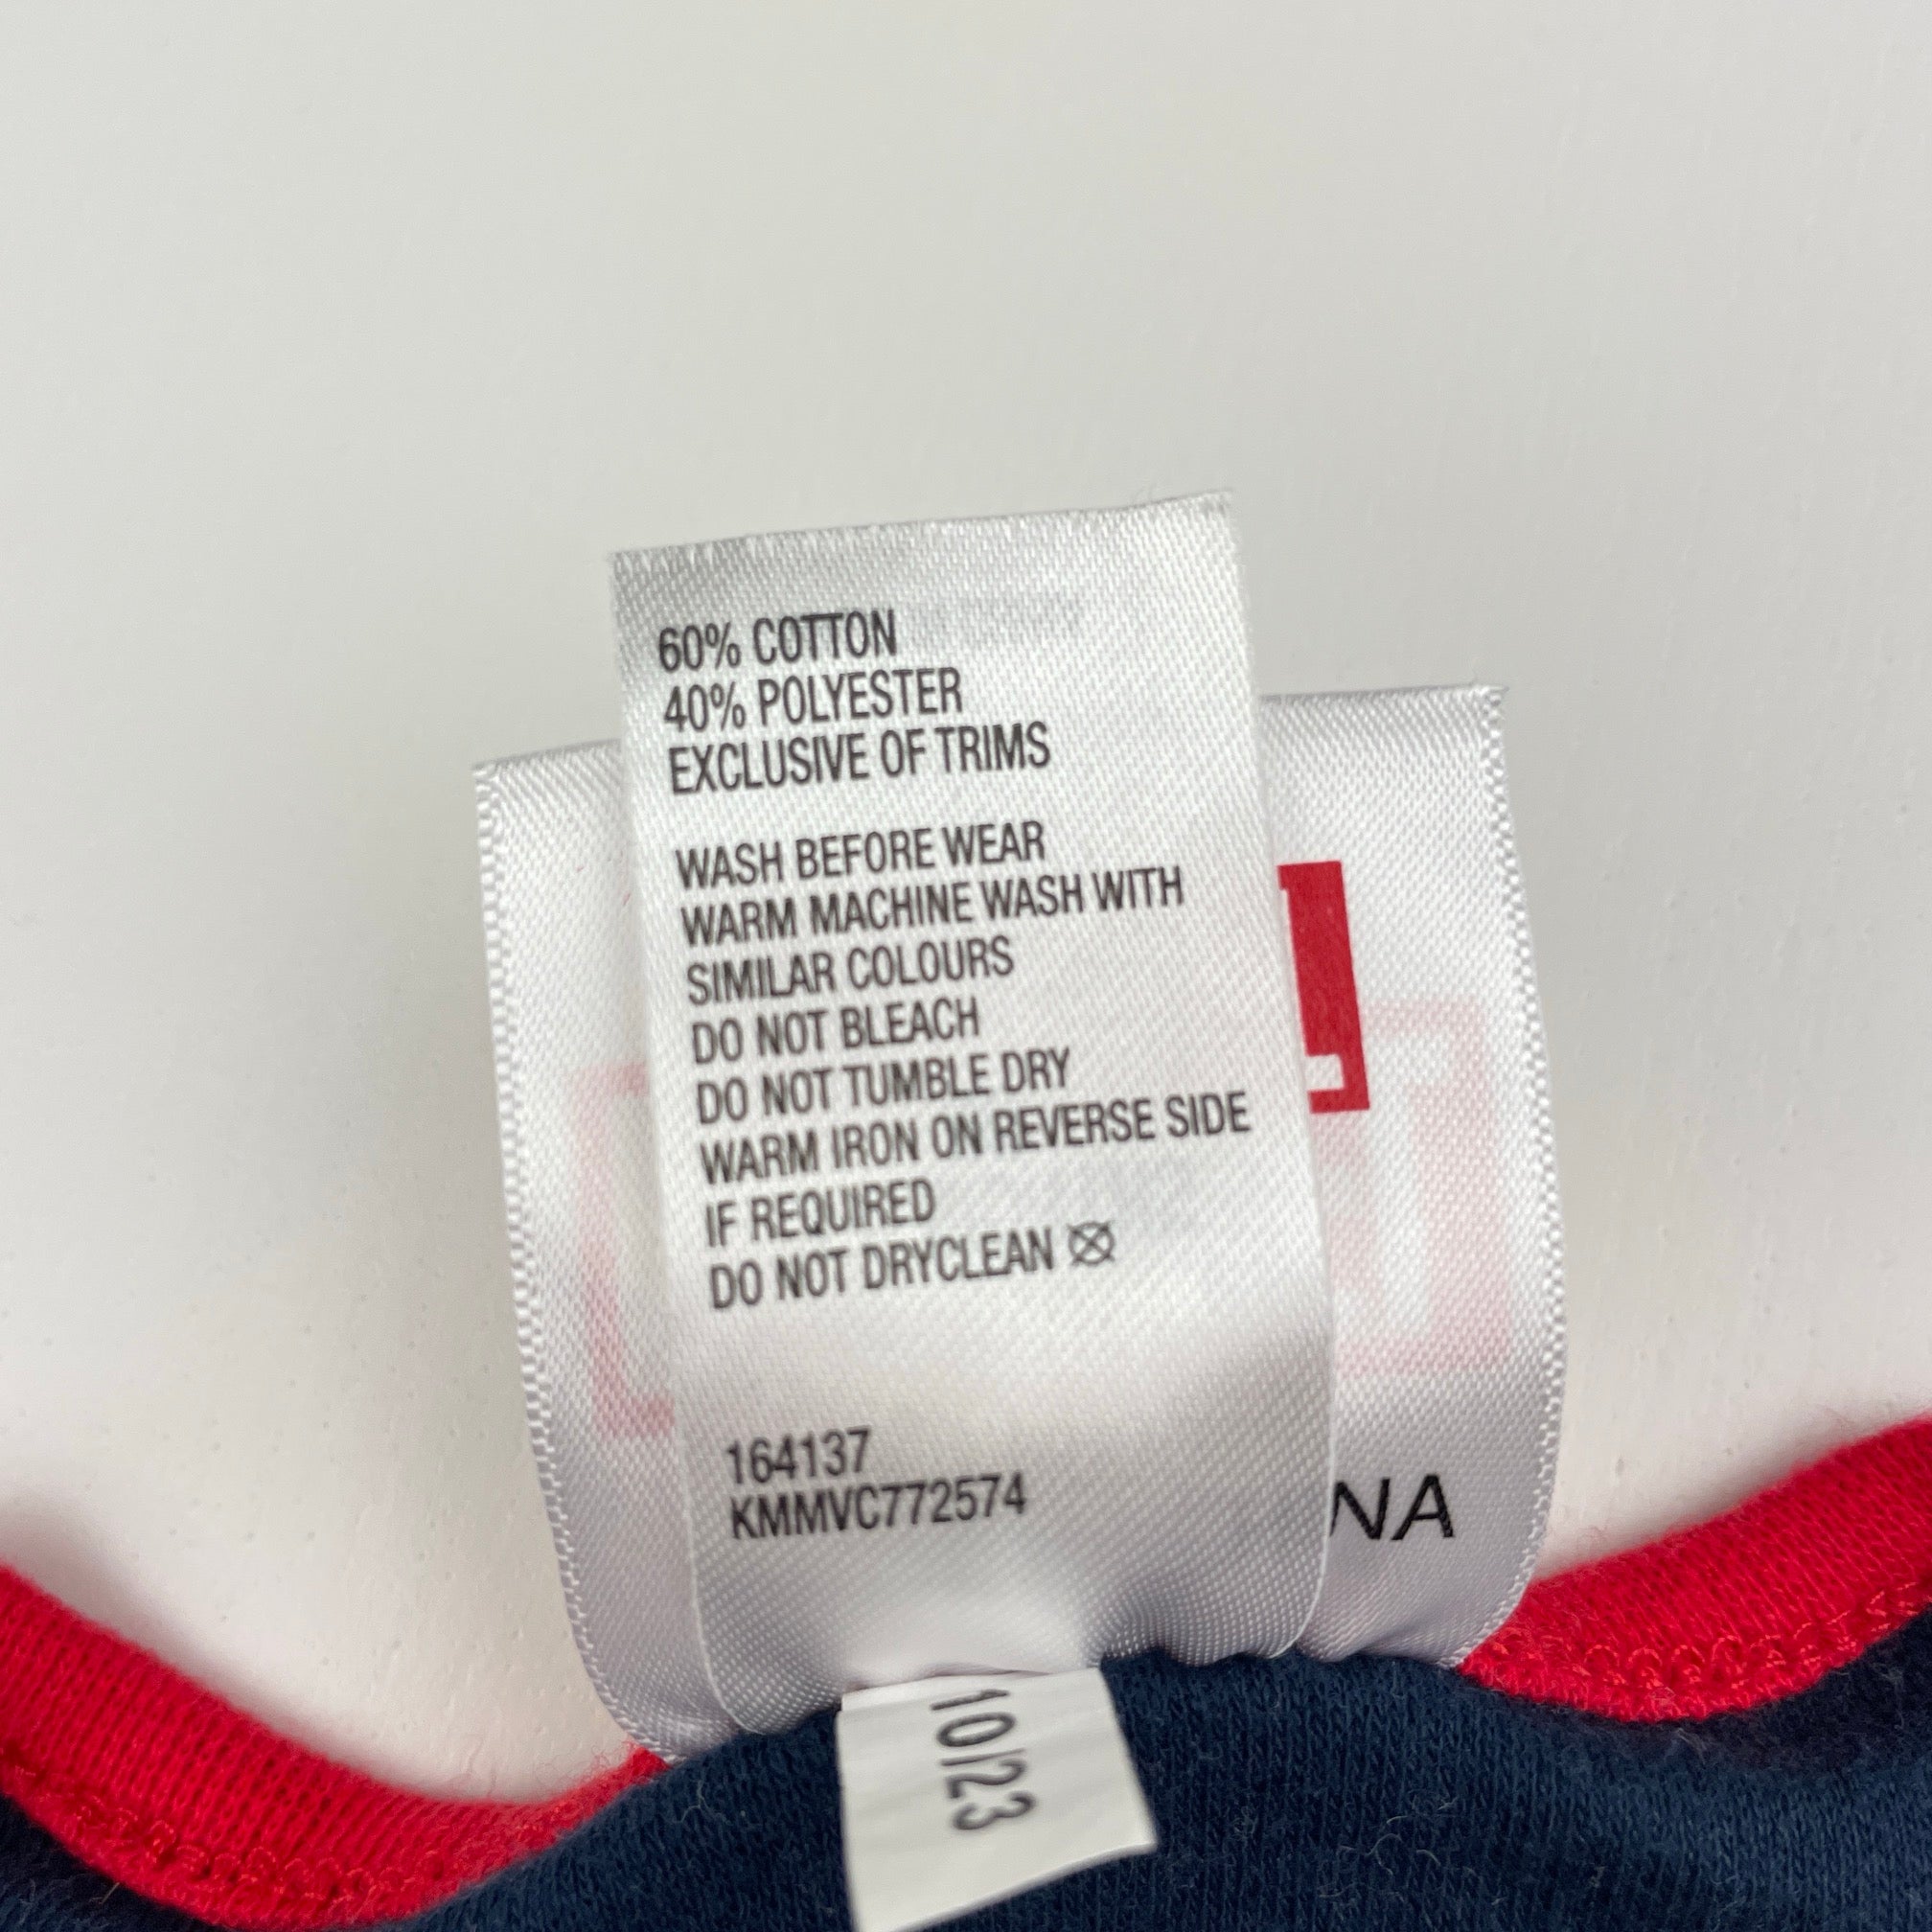 60% COTTON
40% POLYESTER
EXCLUSIVE OF TRIMS
WASH BEFORE WEAR
WARM MACHINE WASH WITH
SIMILAR COLOURS
DO NOT BLEACH
DO NOT TUMBLE DRY
WARM IRON ON REVERSE SIDE
IF REQUIRED
DO NOT DRYCLEAN
164137
KMMVC772574
NA
10/23